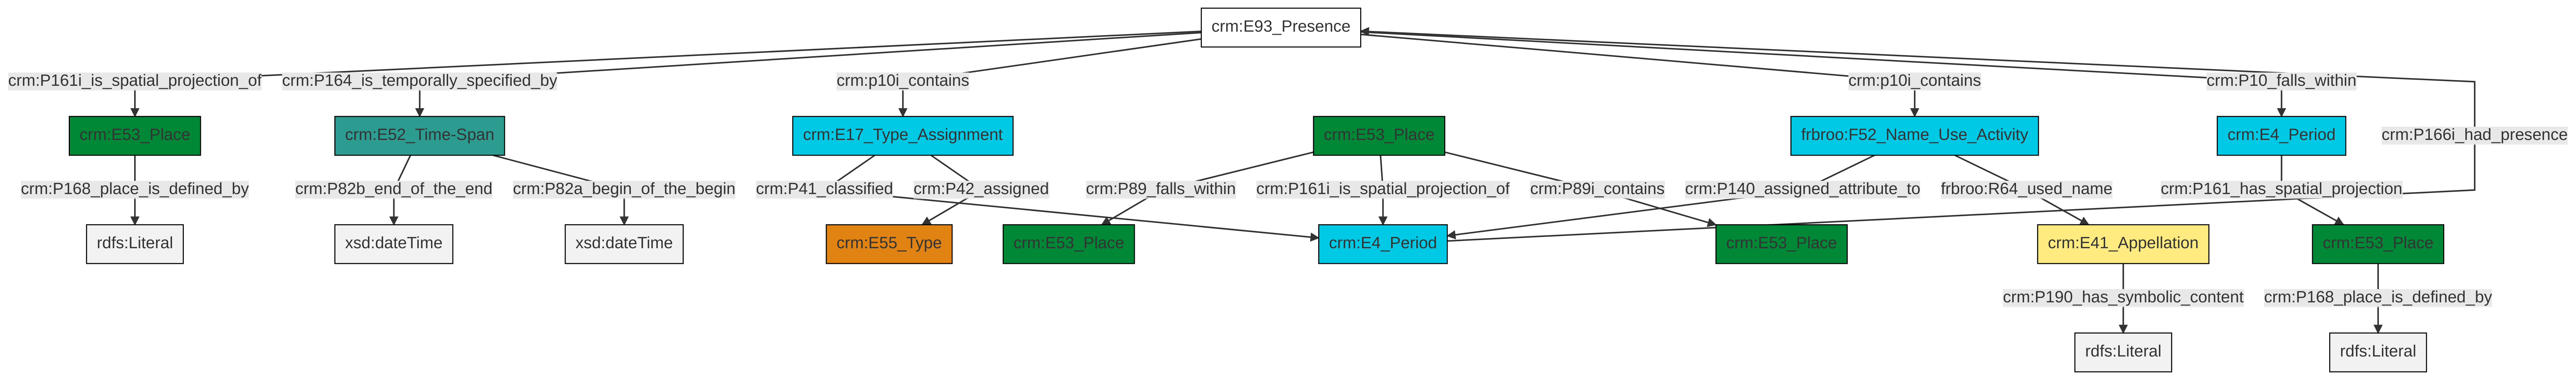 crm:E93_Presence
crm:P161i_is_spatial_projection_of
crm:P164_is_temporally_specified_by
crm:p10i_contains
crm:p10i_contains
crm:P10_falls_within
crm:E53_Place
crm:E52_Time-Span
crm:E17_Type_Assignment
crm:E53_Place
frbroo:F52_Name_Use_Activity
crm:E4_Period
crm:P166i_had_presence
crm:P168_place_is_defined_by
crm:P82b_end_of_the_end
crm:P82a_begin_of_the_begin
crm:P41_classified
crm:P42_assigned
crm:P89_falls_within
crm:P161i_is_spatial_projection_of
crm:P89i_contains
crm:P140_assigned_attribute_to
frbroo:R64_used_name
crm:P161_has_spatial_projection
rdfs:Literal
xsd:dateTime
xsd:dateTime
crm:E55_Type
crm:E53_Place
crm:E4_Period
crm:E53_Place
crm:E41_Appellation
crm:E53_Place
crm:P190_has_symbolic_content
crm:P168_place_is_defined_by
rdfs:Literal
rdfs:Literal